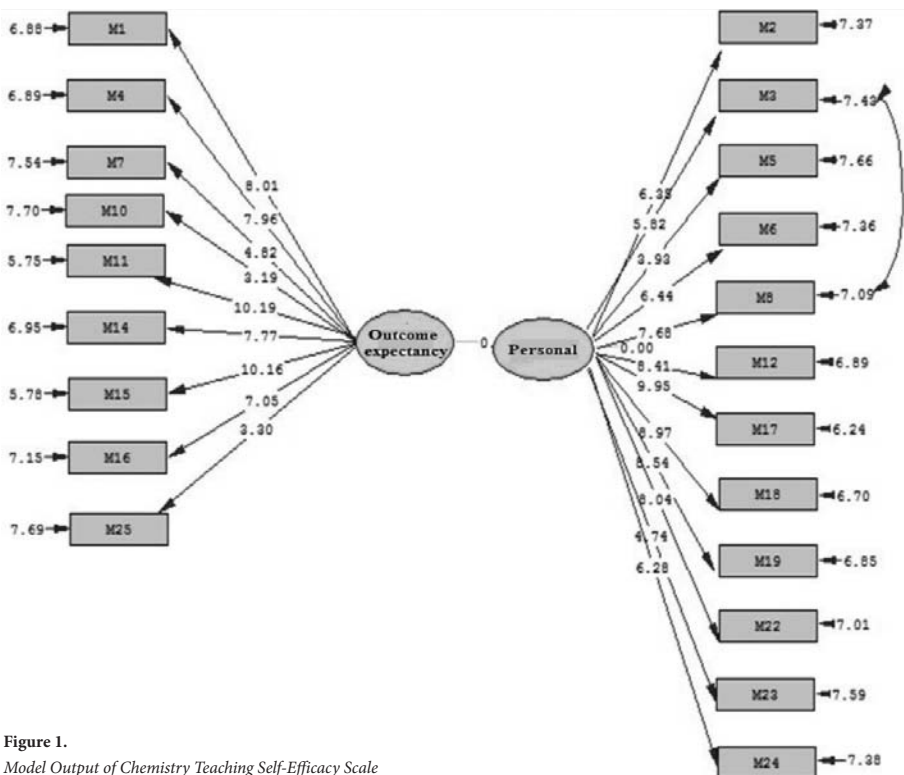 6.88 M1
6.89 M4
7.54 M7
7.70 M10
5.75 M11
6.95 M14
5.78 M15
7.15 M16
7.69 M25
8.01
7.96
4.82
3.19
10.19
7.77
10.16
7.05
3.30
Outcome
expectancy
0.
Personal
0.00
6.35
5.82
3.93
6.44
7.68
8.41
9.95
8.97
8.54
8.04
4.74
6.28
M2 7.37
M3 7.43
M5 7.66
M6 7.36
M8 7.09
M12 6.89
M17 6.24
M18 6.70
M19 6.85
M22 7.01
M23 7.59
M24 7.38
Figure 1.
Model Output of Chemistry Teaching Self-Efficacy Scale